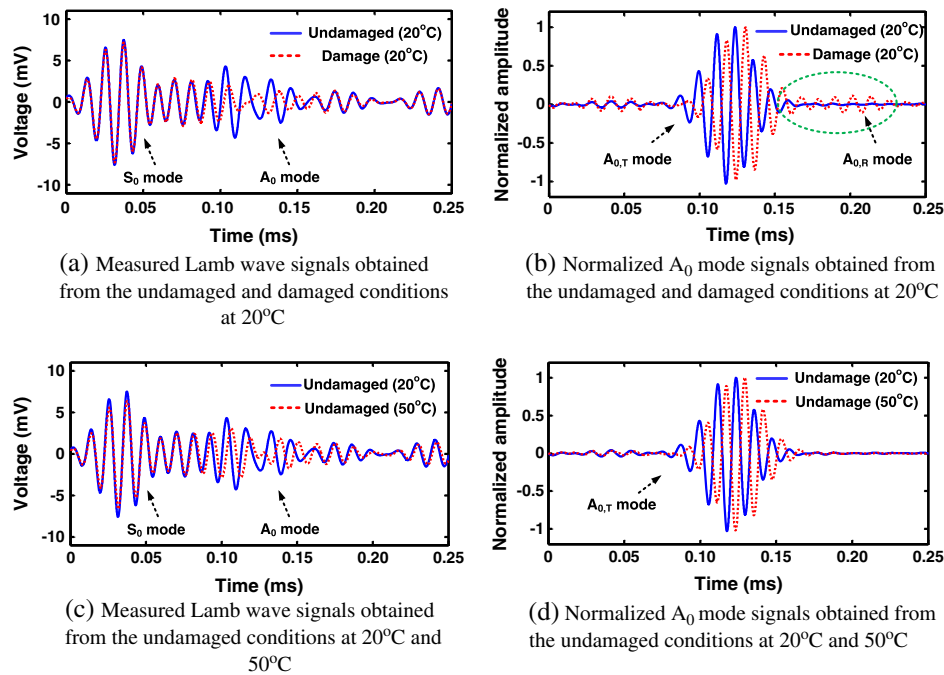 Voltage (mV)
10
5
0
-5
-10
Undamaged (20°C)
Damage (20°C)
S₀ mode
A₀ mode
0 0.05 0.10 0.15 0.20 0.25
Time (ms)
(a) Measured Lamb wave signals obtained
from the undamaged and damaged conditions
at 20°C
Normalized amplitude
1
0.5
0
-0.5
-1
Undamaged (20°C)
Damage (20°C)
A₀,T mode
A₀,R mode
0 0.05 0.10 0.15 0.20 0.25
Time (ms)
(b) Normalized A₀ mode signals obtained from
the undamaged and damaged conditions at 20°C
Voltage (mV)
10
5
0
-5
-10
Undamaged (20°C)
Undamaged (50°C)
S₀ mode
A₀ mode
0 0.05 0.10 0.15 0.20 0.25
Time (ms)
(c) Measured Lamb wave signals obtained
from the undamaged conditions at 20°C and
50°C
Normalized amplitude
1
0.5
0
-0.5
-1
Undamage (20°C)
Undamage (50°C)
A₀,T mode
0 0.05 0.10 0.15 0.20 0.25
Time (ms)
(d) Normalized A₀ mode signals obtained from
the undamaged conditions at 20°C and 50°C